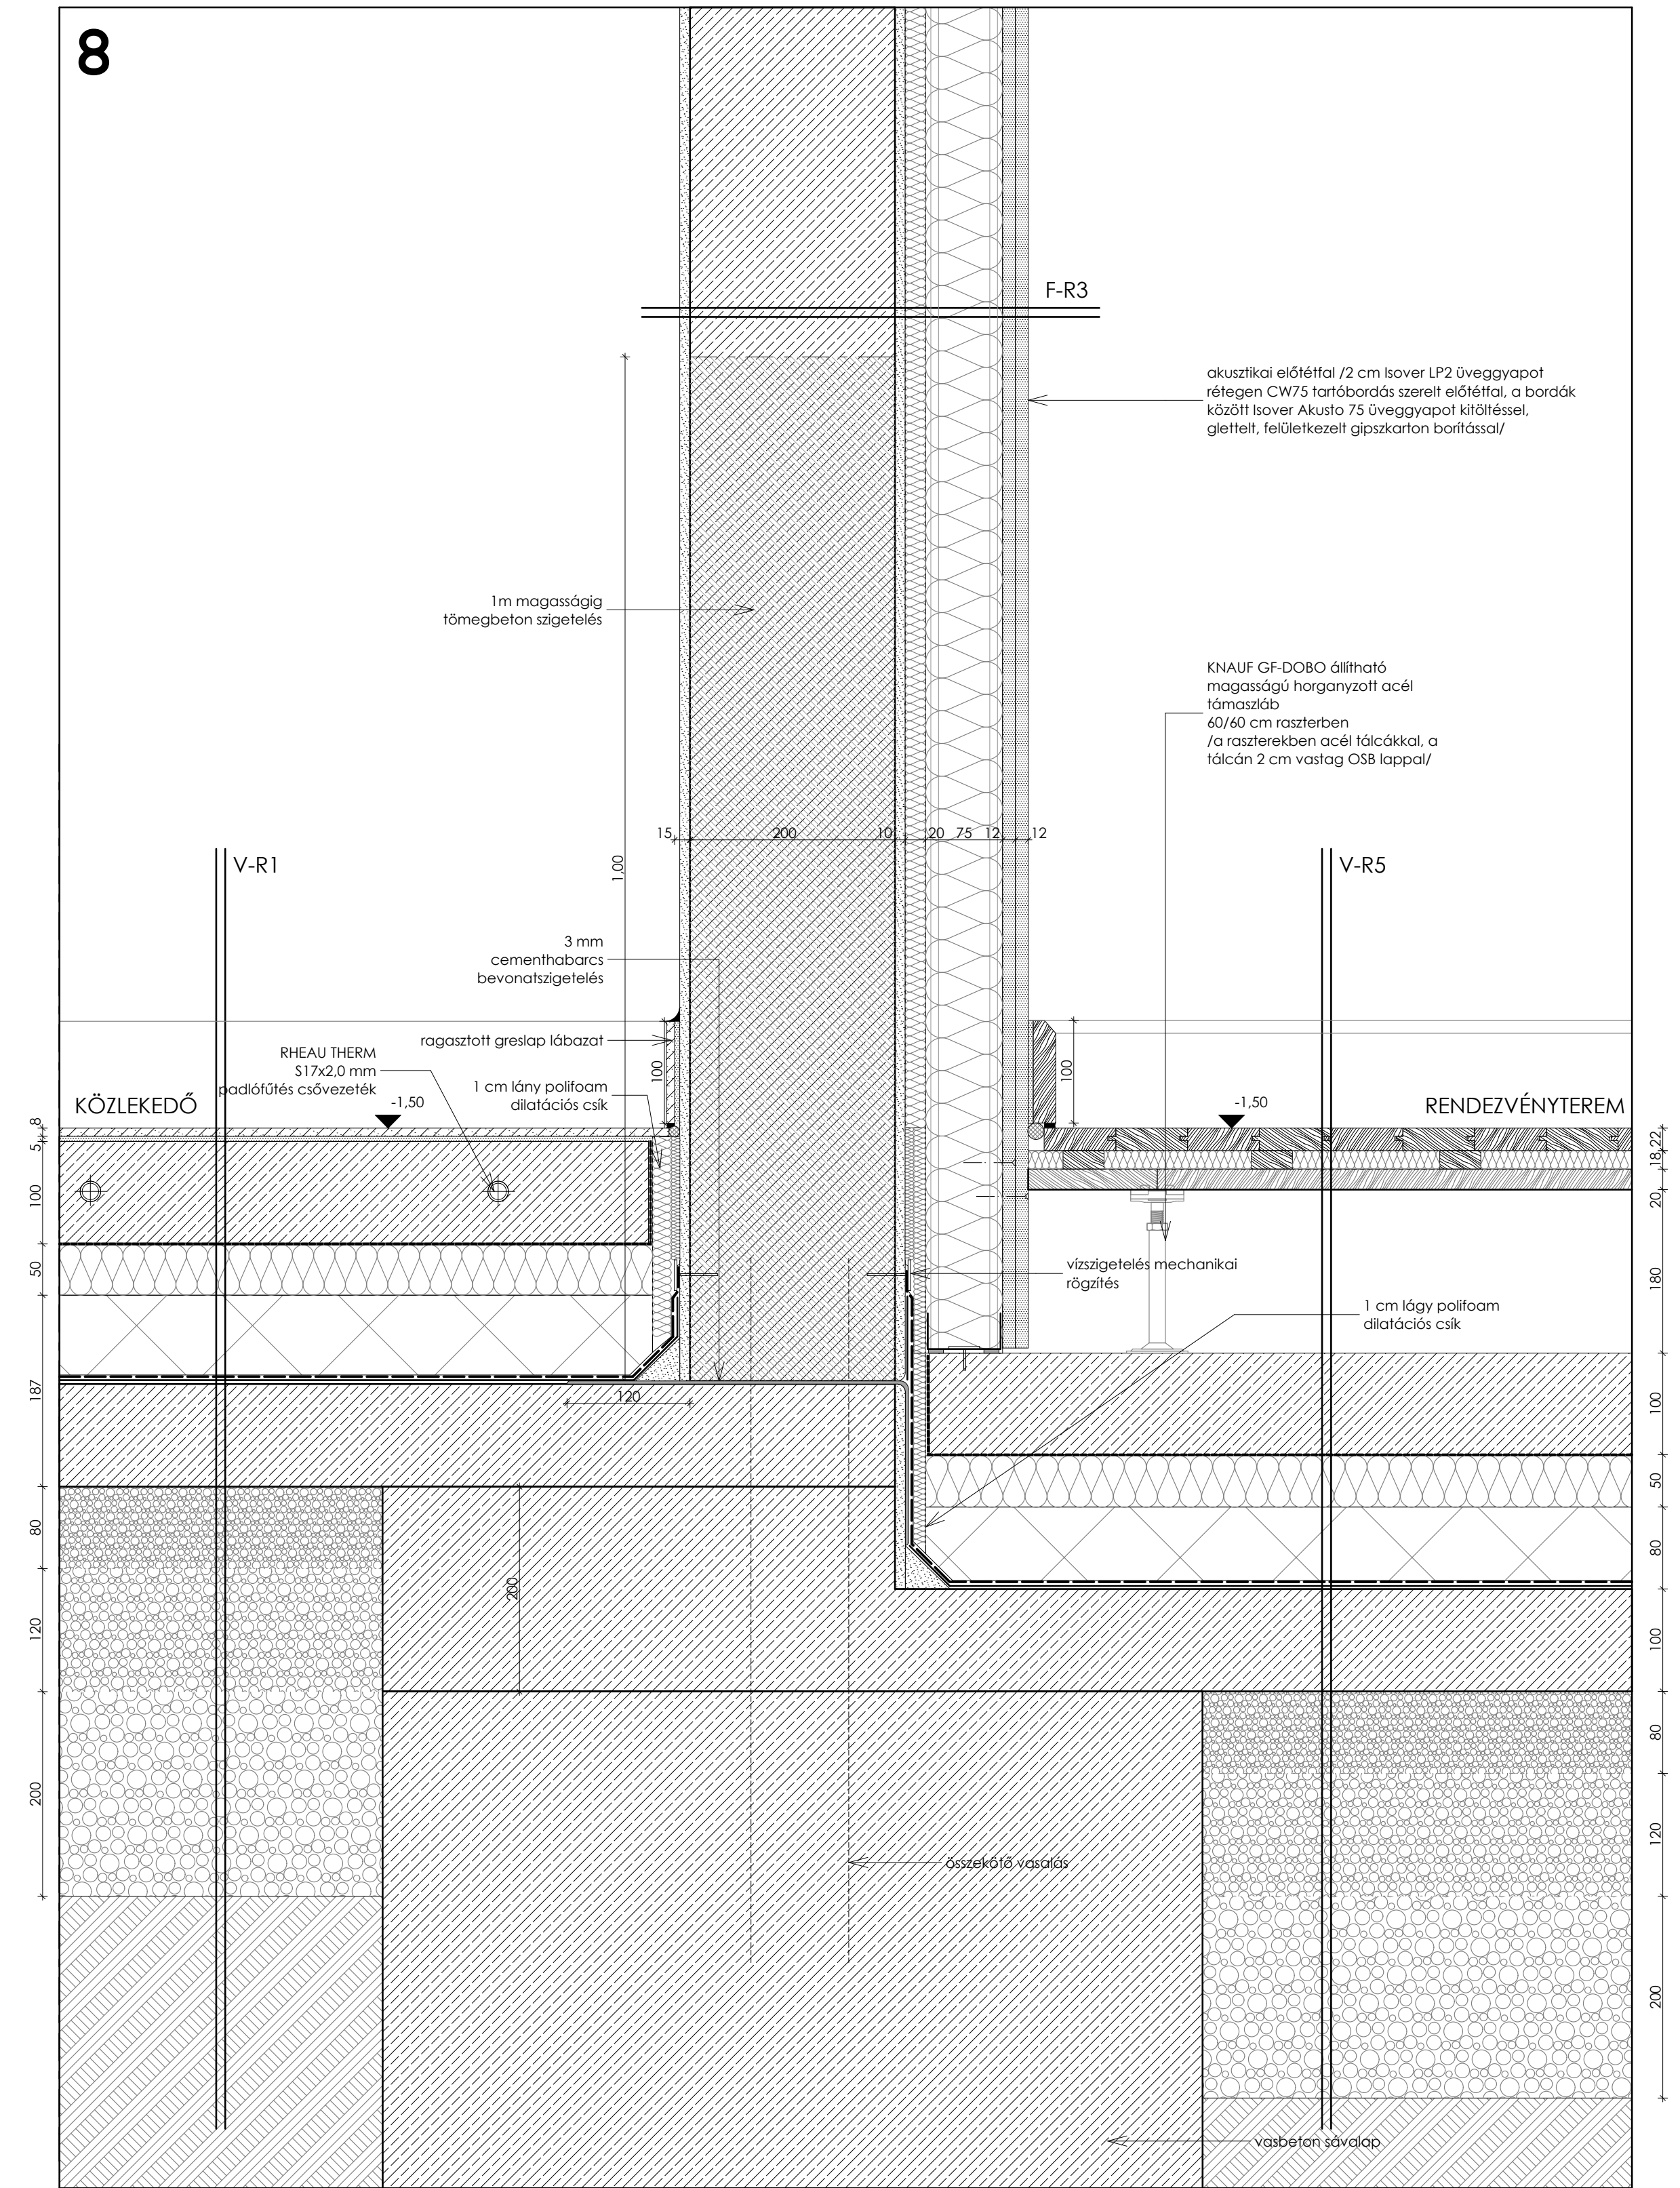 8
F-R3
akusztikai előtétfal /2 cm Isover LP2 üveggyapot
rétegen CW75 tartóbordás szerelt előtétfal, a bordák
között Isover Akusto 75 üveggyapot kitöltéssel,
glettelt, felületkezelt gipszkarton borítással/
1m magasságig
tömegbeton szigetelés
KNAUF GF-DOBO állítható
magasságú horganyzott acél
támaszláb
60/60 cm raszterben
/a raszterekben acél tálcákkal, a
tálcán 2 cm vastag OSB lappal/
15 200 10 20 75 12 12
1,00
V-R1
V-R5
3 mm
cementhabarcs
bevonatszigetelés
ragasztott greslap lábazat
RHEAU THERM
S17x2,0 mm
padlófűtés csővezeték
1 cm lány polifoam
dilatációs csík
100
100
KÖZLEKEDŐ
-1,50
-1,50
RENDEZVÉNYTEREM
8
5
100
50
187
80
120
200
22
18
20
180
100
50
80
100
80
120
200
vízszigetelés mechanikai
rögzítés
1 cm lágy polifoam
dilatációs csík
120
200
összekötő vasalás
vasbeton sávalap